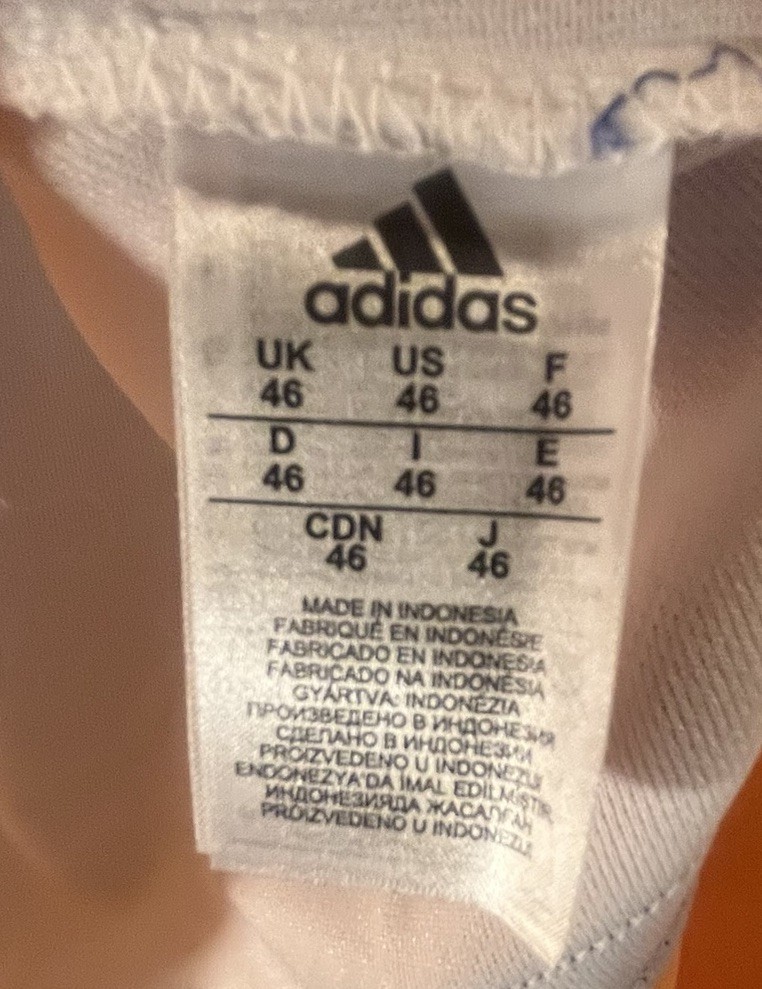 adidas
UK US F
46 46 46
D I E
46 46 46
CDN J
46 46
MADE IN INDONESIA
FABRIQUÉ EN INDONÉSIE
FABRICADO EN INDONESIA
FABRICADO NA INDONÉSIA
GYÁRTVA: INDONÉZIA
ПРОИЗВЕДЕНО В ИНДОНЕЗИЯ
СДЕЛАНО В ИНДОНЕЗИИ
PROIZVEDENO U INDONEZIJI
ENDONEZYA'DA İMAL EDİLMİŞTİR
ИНДОНЕЗИЯДА ЖАСАЛҒАН
PROIZVEDENO U INDONEZIJI